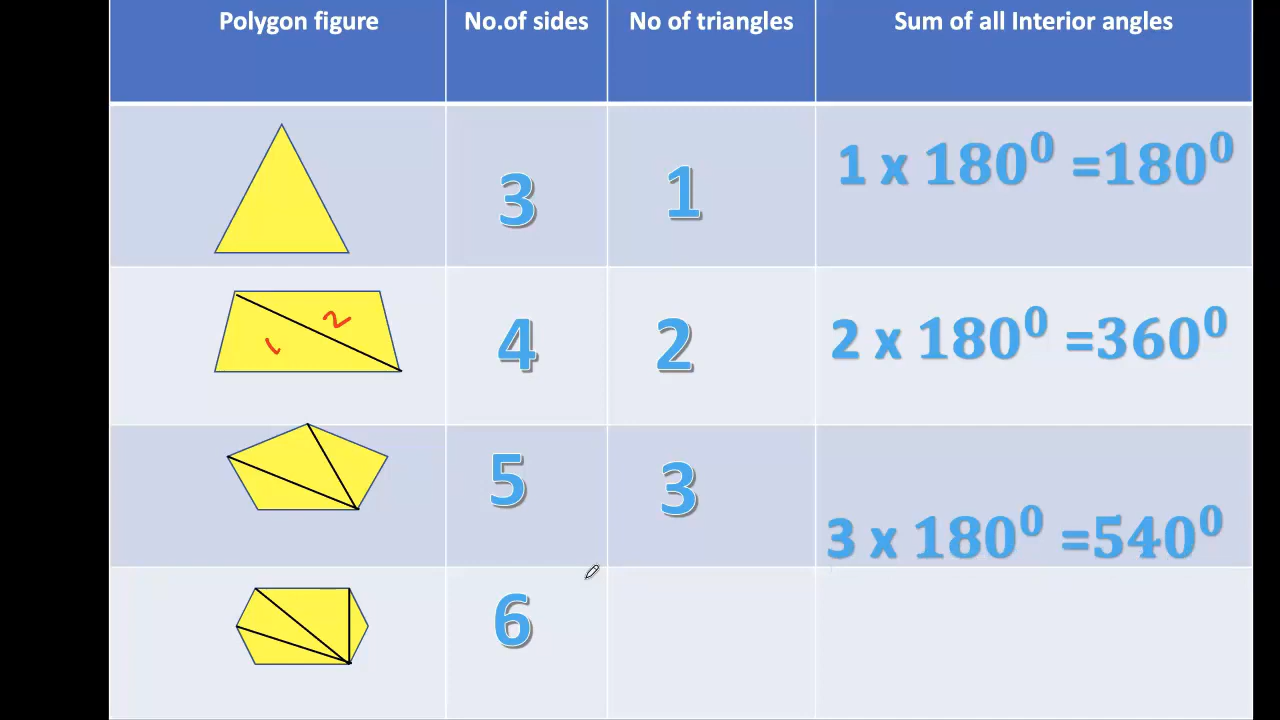 Polygon figure No.of sides No of triangles Sum of all Interior angles
3 1 1 x 180⁰ =180⁰
1 2 4 2 2 x 180⁰ =360⁰
5 3 3 x 180⁰ =540⁰
6